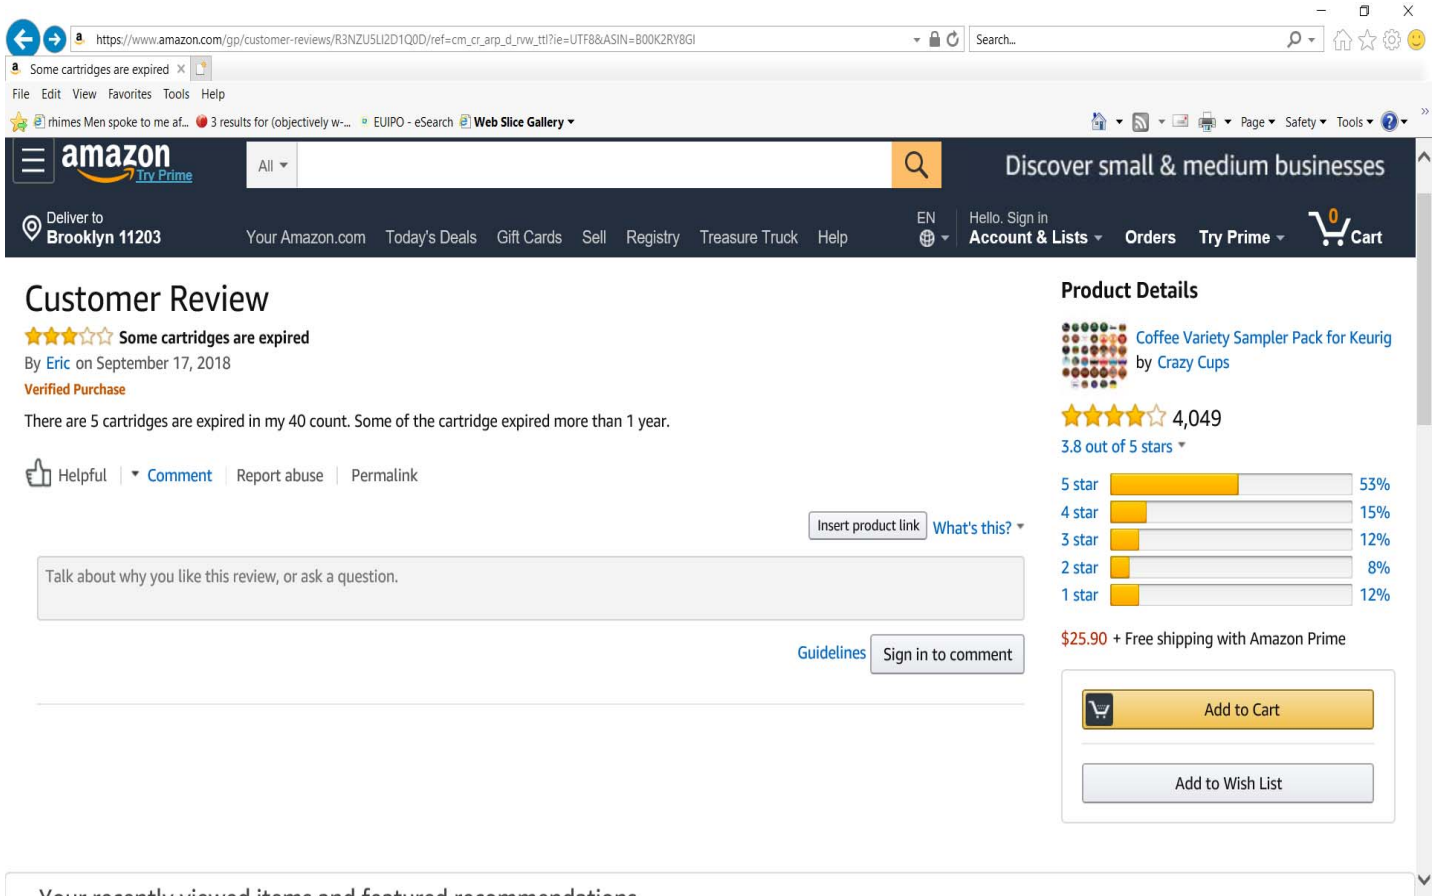 https://www.amazon.com/gp/customer-reviews/R3NZU5LI2D1Q0D/ref=cm_cr_arp_d_rvw_ttl?ie=UTF8&ASIN=B00K2RY8GI
Search...
Some cartridges are expired
File Edit View Favorites Tools Help
rhimes Men spoke to me af... 3 results for (objectively w-... EUIPO - eSearch Web Slice Gallery
Page Safety Tools
amazon
Try Prime
All
Discover small & medium businesses
Deliver to
Brooklyn 11203
Your Amazon.com Today's Deals Gift Cards Sell Registry Treasure Truck Help
EN
Hello. Sign in
Account & Lists
Orders
Try Prime
0
Cart
Customer Review
Some cartridges are expired
By Eric on September 17, 2018
Verified Purchase
There are 5 cartridges are expired in my 40 count. Some of the cartridge expired more than 1 year.
Helpful Comment Report abuse Permalink
Insert product link What's this?
Talk about why you like this review, or ask a question.
Guidelines Sign in to comment
Product Details
Coffee Variety Sampler Pack for Keurig
by Crazy Cups
4,049
3.8 out of 5 stars
5 star 53%
4 star 15%
3 star 12%
2 star 8%
1 star 12%
$25.90 + Free shipping with Amazon Prime
Add to Cart
Add to Wish List
Your recently viewed items and featured recommendations